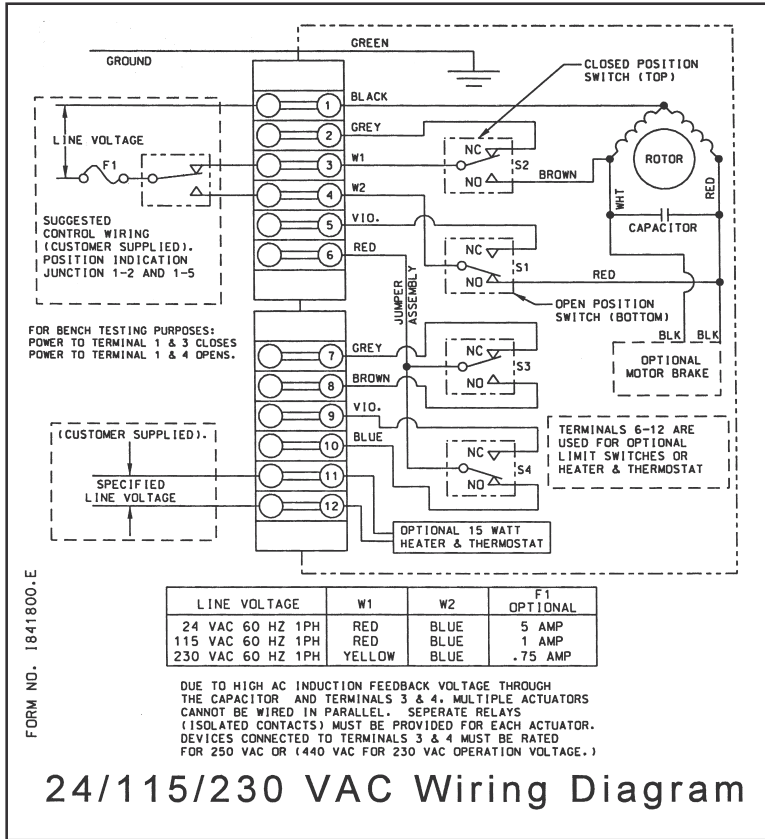 GREEN
GROUND
CLOSED POSITION
SWITCH (TOP)
1
BLACK
2
GREY
LINE VOLTAGE
F1
3
W1
NC
NO
S2
BROWN
ROTOR
4
W2
WHT
RED
CAPACITOR
5
VIO.
6
RED
SUGGESTED
CONTROL WIRING
(CUSTOMER SUPPLIED).
POSITION INDICATION
JUNCTION 1-2 AND 1-5
NC
NO
S1
RED
JUMPER
ASSEMBLY
OPEN POSITION
SWITCH (BOTTOM)
BLK
BLK
OPTIONAL
MOTOR BRAKE
FOR BENCH TESTING PURPOSES:
POWER TO TERMINAL 1 & 3 CLOSES
POWER TO TERMINAL 1 & 4 OPENS.
7
GREY
8
BROWN
NC
NO
S3
9
VIO.
10
BLUE
NC
NO
S4
11
12
TERMINALS 6-12 ARE
USED FOR OPTIONAL
LIMIT SWITCHES OR
HEATER & THERMOSTAT
(CUSTOMER SUPPLIED).
SPECIFIED
LINE VOLTAGE
OPTIONAL 15 WATT
HEATER & THERMOSTAT
FORM NO. I841800.E
LINE VOLTAGE W1 W2 F1 OPTIONAL
24 VAC 60 HZ 1PH RED BLUE 5 AMP
115 VAC 60 HZ 1PH RED BLUE 1 AMP
230 VAC 60 HZ 1PH YELLOW BLUE .75 AMP
DUE TO HIGH AC INDUCTION FEEDBACK VOLTAGE THROUGH
THE CAPACITOR AND TERMINALS 3 & 4. MULTIPLE ACTUATORS
CANNOT BE WIRED IN PARALLEL. SEPERATE RELAYS
(ISOLATED CONTACTS) MUST BE PROVIDED FOR EACH ACTUATOR.
DEVICES CONNECTED TO TERMINALS 3 & 4 MUST BE RATED
FOR 250 VAC OR (440 VAC FOR 230 VAC OPERATION VOLTAGE.)
24/115/230 VAC Wiring Diagram